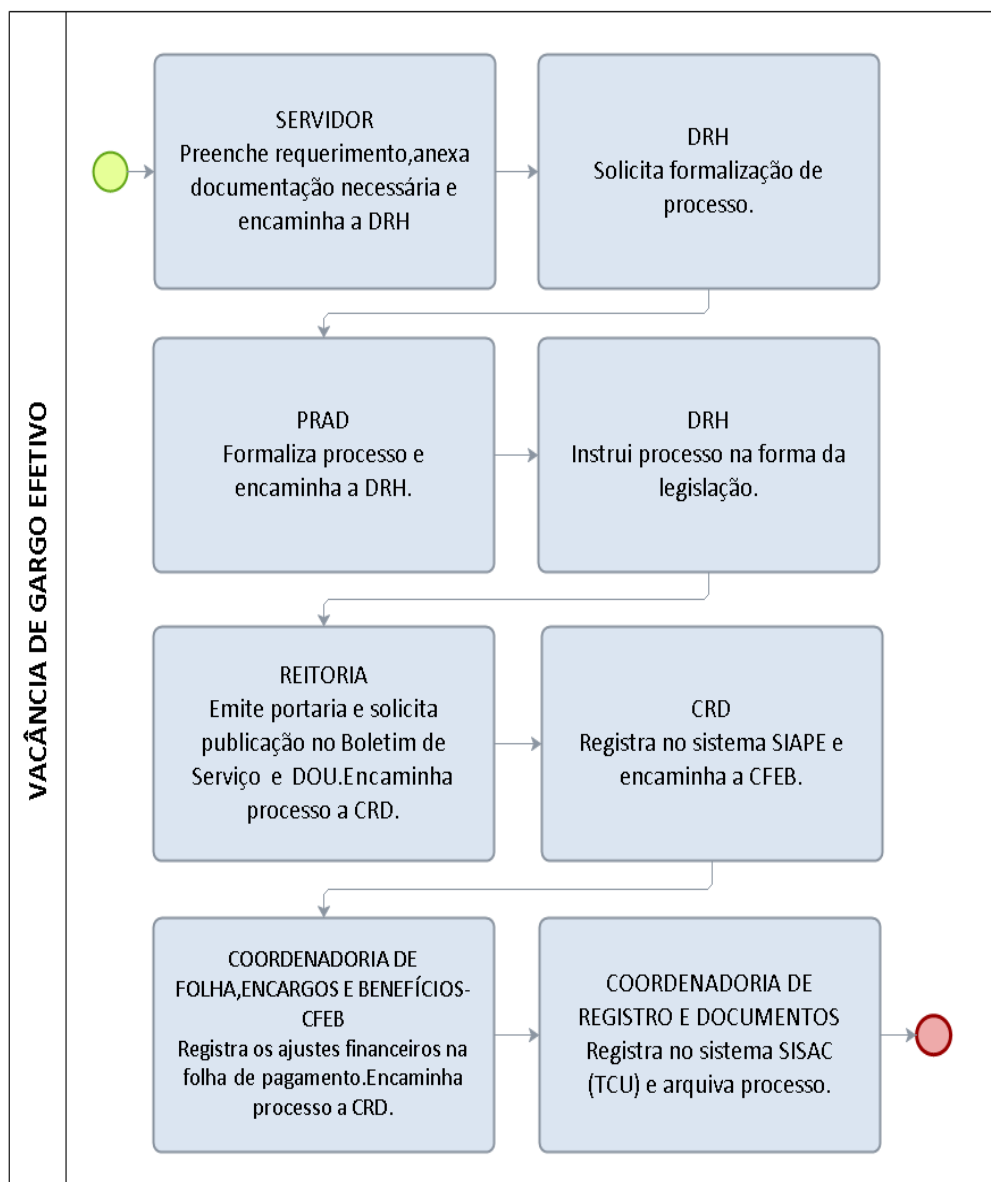 VACÂNCIA DE GARGO EFETIVO
SERVIDOR
Preenche requerimento,anexa
documentação necessária e
encaminha a DRH
DRH
Solicita formalização de
processo.
PRAD
Formaliza processo e
encaminha a DRH.
DRH
Instrui processo na forma da
legislação.
REITORIA
Emite portaria e solicita
publicação no Boletim de
Serviço e DOU.Encaminha
processo a CRD.
CRD
Registra no sistema SIAPE e
encaminha a CFEB.
COORDENADORIA DE
FOLHA,ENCARGOS E BENEFÍCIOS-
CFEB
Registra os ajustes financeiros na
folha de pagamento.Encaminha
processo a CRD.
COORDENADORIA DE
REGISTRO E DOCUMENTOS
Registra no sistema SISAC
(TCU) e arquiva processo.